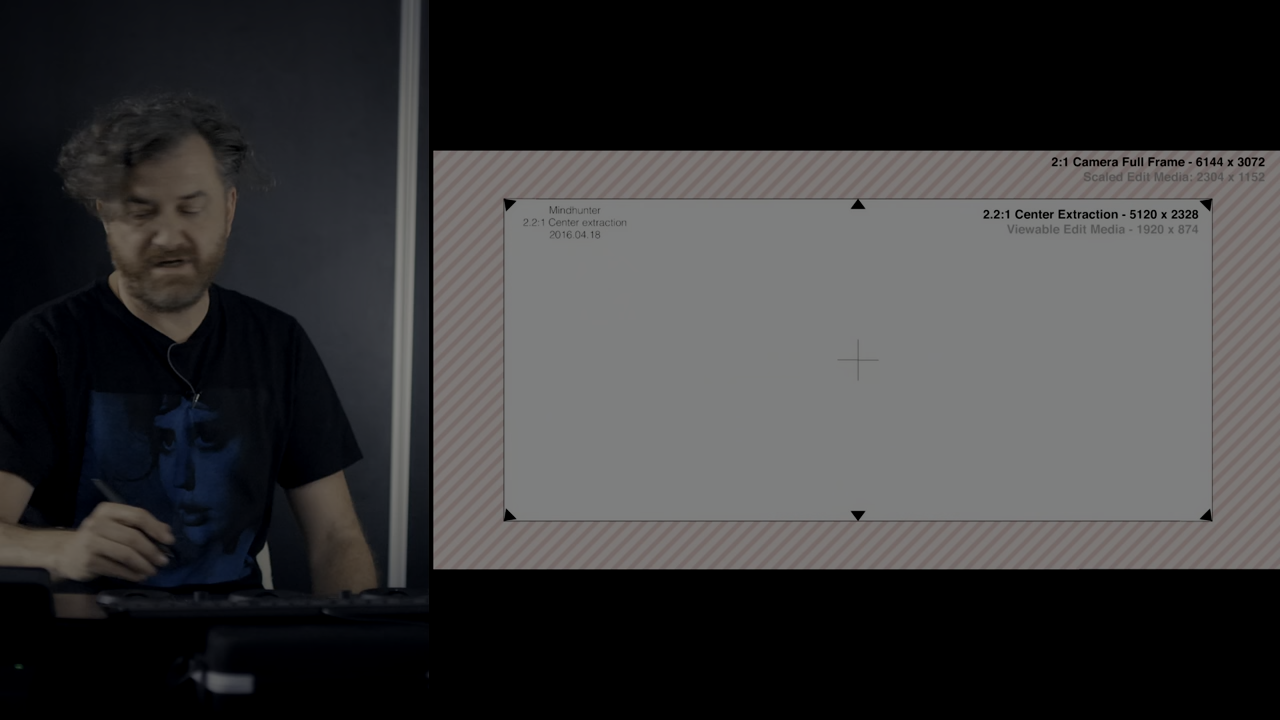 2:1 Camera Full Frame - 6144 x 3072
Scaled Edit Media: 2304 x 1152
Mindhunter
2.2:1 Center extraction
2016.04.18
2.2:1 Center Extraction - 5120 x 2328
Viewable Edit Media - 1920 x 874